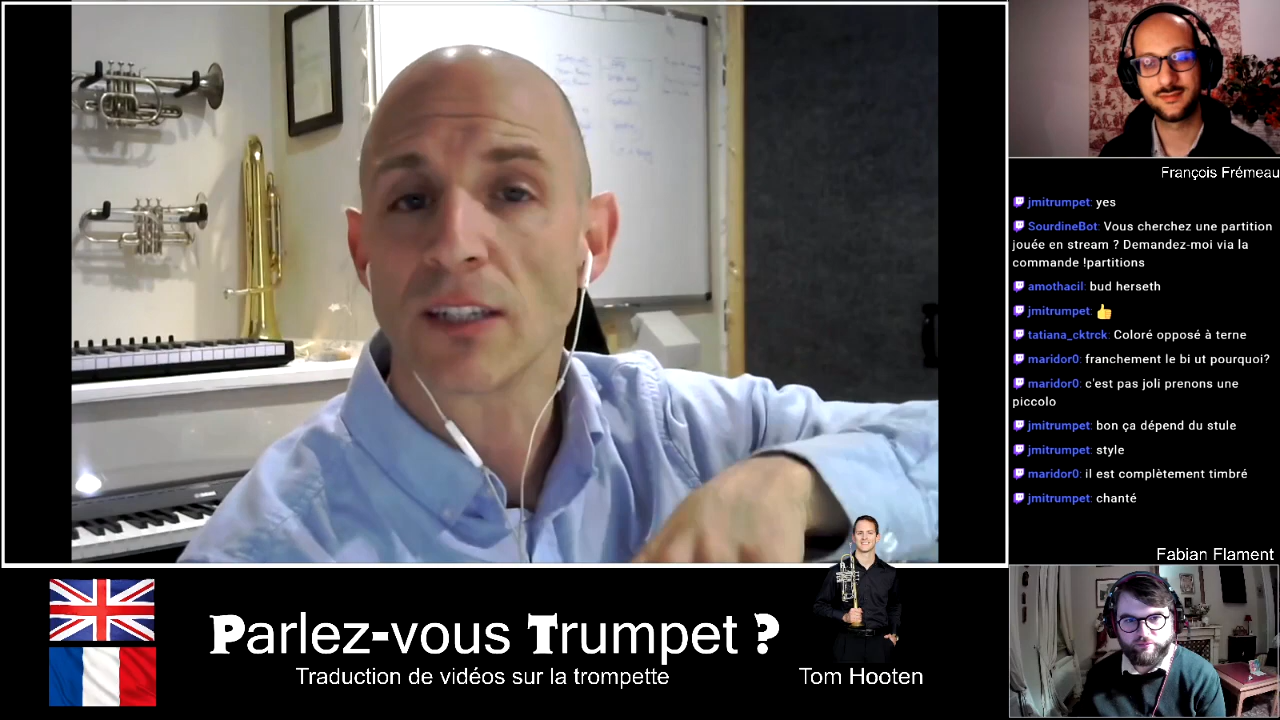 François Frémeau
jmitrumpet: yes
SourdineBot: Vous cherchez une partition
jouée en stream ? Demandez-moi via la
commande !partitions
amothacil: bud herseth
jmitrumpet: 👍
tatiana_cktrck: Coloré opposé à terne
maridor0: franchement le bi ut pourquoi?
maridor0: c'est pas joli prenons une
piccolo
jmitrumpet: bon ça dépend du stule
jmitrumpet: style
maridor0: il est complètement timbré
jmitrumpet: chanté
Fabian Flament
Parlez-vous Trumpet ?
Traduction de vidéos sur la trompette
Tom Hooten